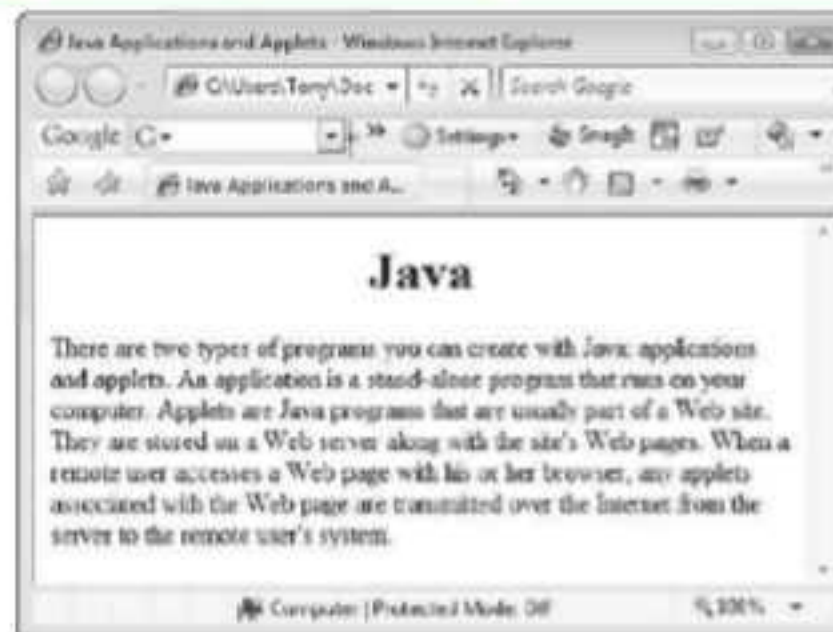 Java Applications and Applets - Windows Internet Explorer
C:\Users\Tony\Doc Search Google
Google G Settings SnagIt
Java Applications and A...
Java
There are two types of programs you can create with Java: applications
and applets. An application is a stand-alone program that runs on your
computer. Applets are Java programs that are usually part of a Web site.
They are stored on a Web server along with the site's Web pages. When a
remote user accesses a Web page with his or her browser, any applets
associated with the Web page are transmitted over the Internet from the
server to the remote user's system.
Computer | Protected Mode: Off 100%